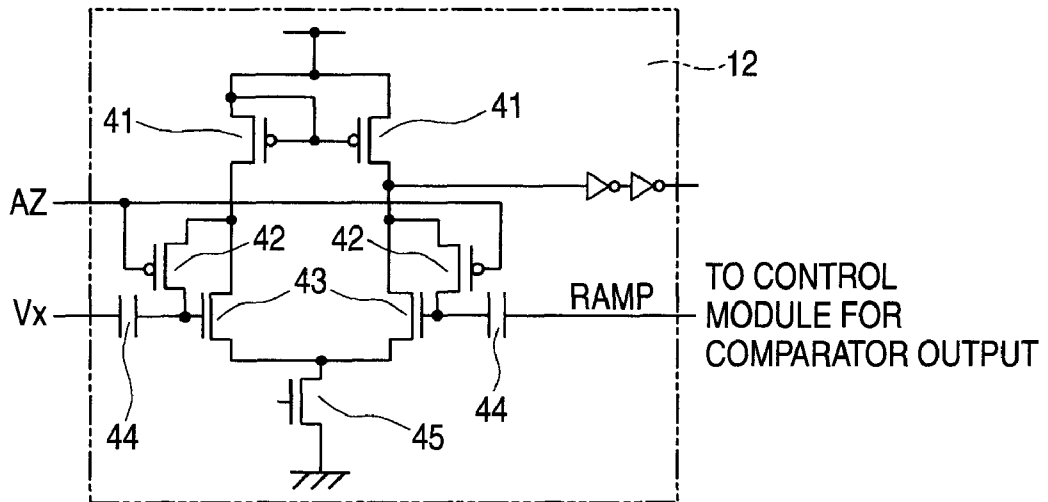 12
41
41
AZ
42
42
43
Vx
RAMP
TO CONTROL
MODULE FOR
COMPARATOR OUTPUT
44
45
44